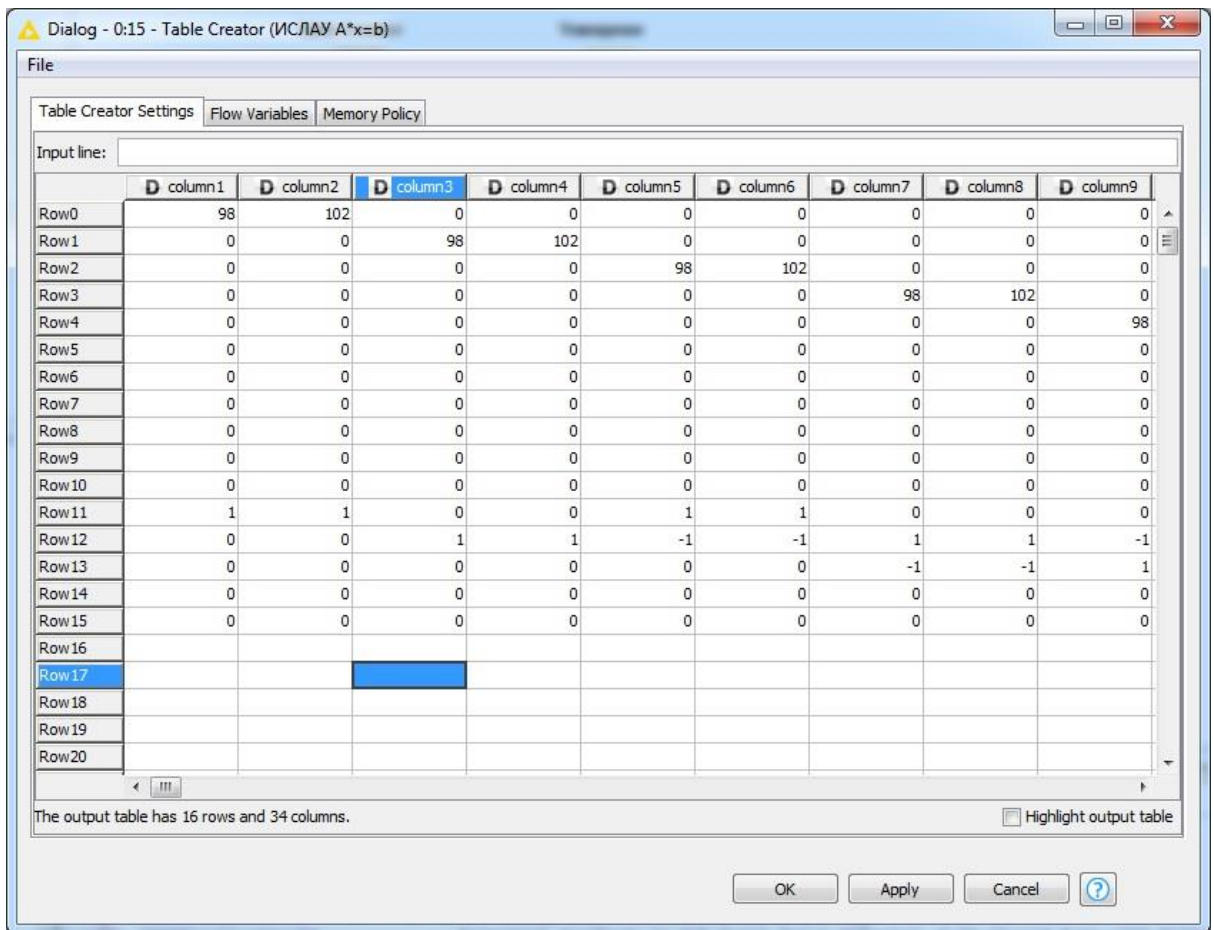 Dialog - 0:15 - Table Creator (ИСЛАУ A*x=b)
File
Table Creator Settings Flow Variables Memory Policy
Input line:
D column1 D column2 D column3 D column4 D column5 D column6 D column7 D column8 D column9
Row0 98 102 0 0 0 0 0 0 0
Row1 0 0 98 102 0 0 0 0 0
Row2 0 0 0 0 98 102 0 0 0
Row3 0 0 0 0 0 0 98 102 0
Row4 0 0 0 0 0 0 0 0 98
Row5 0 0 0 0 0 0 0 0 0
Row6 0 0 0 0 0 0 0 0 0
Row7 0 0 0 0 0 0 0 0 0
Row8 0 0 0 0 0 0 0 0 0
Row9 0 0 0 0 0 0 0 0 0
Row10 0 0 0 0 0 0 0 0 0
Row11 1 1 0 0 1 1 0 0 0
Row12 0 0 1 1 -1 -1 1 1 -1
Row13 0 0 0 0 0 0 -1 -1 1
Row14 0 0 0 0 0 0 0 0 0
Row15 0 0 0 0 0 0 0 0 0
Row16
Row17
Row18
Row19
Row20
The output table has 16 rows and 34 columns. Highlight output table
OK Apply Cancel ?